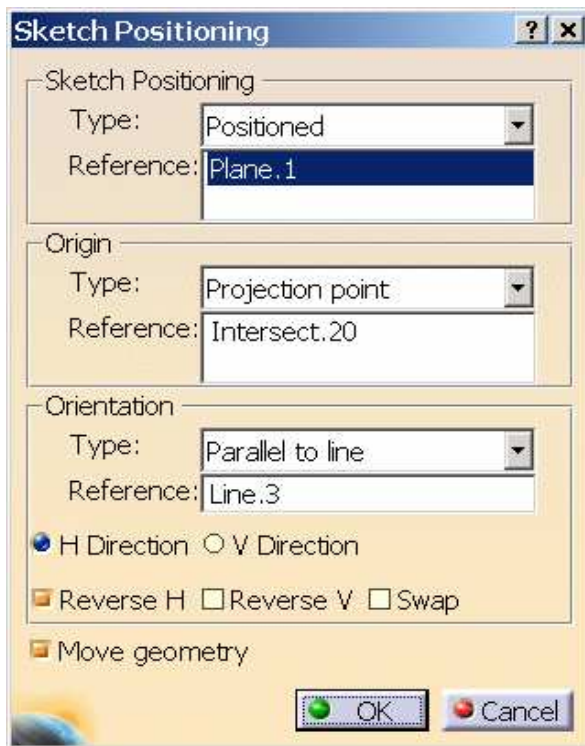 Sketch Positioning
Sketch Positioning
Type: Positioned
Reference: Plane.1
Origin
Type: Projection point
Reference: Intersect.20
Orientation
Type: Parallel to line
Reference: Line.3
H Direction V Direction
Reverse H Reverse V Swap
Move geometry
OK Cancel